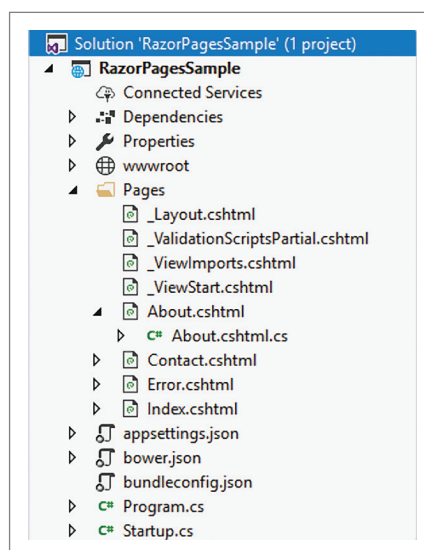 Solution 'RazorPagesSample' (1 project)
RazorPagesSample
Connected Services
Dependencies
Properties
wwwroot
Pages
_Layout.cshtml
_ValidationScriptsPartial.cshtml
_ViewImports.cshtml
_ViewStart.cshtml
About.cshtml
C# About.cshtml.cs
Contact.cshtml
Error.cshtml
Index.cshtml
appsettings.json
bower.json
bundleconfig.json
C# Program.cs
C# Startup.cs